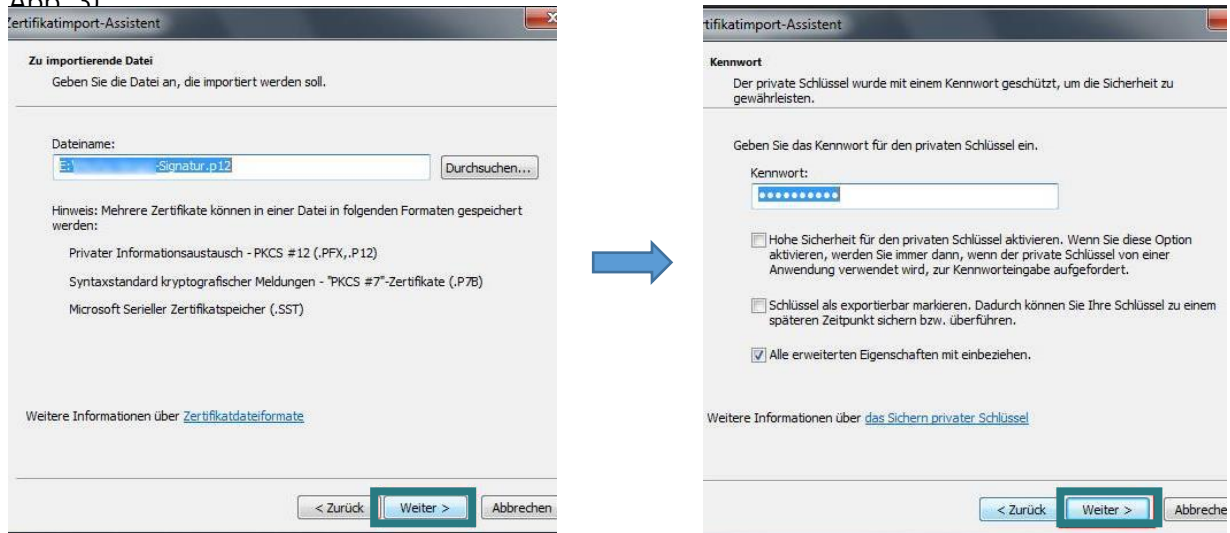 Abb. 3)
Zertifikatimport-Assistent
Zu importierende Datei
Geben Sie die Datei an, die importiert werden soll.
Dateiname:
E:\ -Signatur.p12
Durchsuchen...
Hinweis: Mehrere Zertifikate können in einer Datei in folgenden Formaten gespeichert
werden:
Privater Informationsaustausch - PKCS #12 (.PFX,.P12)
Syntaxstandard kryptografischer Meldungen - "PKCS #7"-Zertifikate (.P7B)
Microsoft Serieller Zertifikatspeicher (.SST)
Weitere Informationen über Zertifikatdateiformate
< Zurück Weiter > Abbrechen
rtifikatimport-Assistent
Kennwort
Der private Schlüssel wurde mit einem Kennwort geschützt, um die Sicherheit zu
gewährleisten.
Geben Sie das Kennwort für den privaten Schlüssel ein.
Kennwort:
••••••••••
Hohe Sicherheit für den privaten Schlüssel aktivieren. Wenn Sie diese Option
aktivieren, werden Sie immer dann, wenn der private Schlüssel von einer
Anwendung verwendet wird, zur Kennworteingabe aufgefordert.
Schlüssel als exportierbar markieren. Dadurch können Sie Ihre Schlüssel zu einem
späteren Zeitpunkt sichern bzw. überführen.
Alle erweiterten Eigenschaften mit einbeziehen.
Weitere Informationen über das Sichern privater Schlüssel
< Zurück Weiter > Abbreche